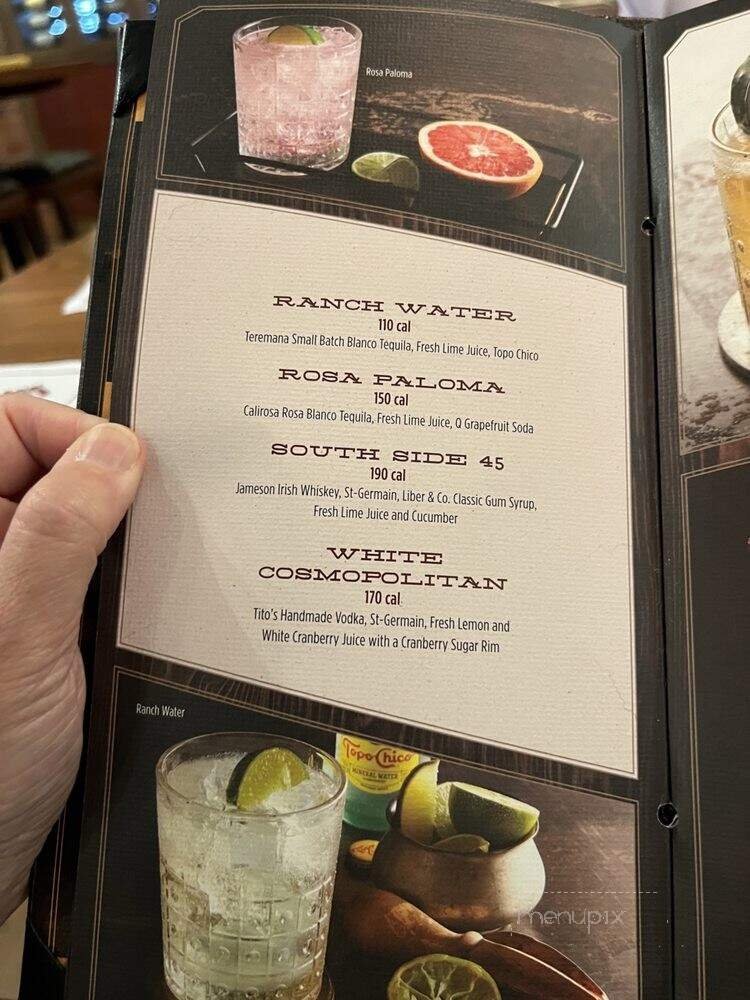 Rosa Paloma
RANCH WATER
110 cal
Teremana Small Batch Blanco Tequila, Fresh Lime Juice, Topo Chico
ROSA PALOMA
150 cal
Calirosa Rosa Blanco Tequila, Fresh Lime Juice, Q Grapefruit Soda
SOUTH SIDE 45
190 cal
Jameson Irish Whiskey, St-Germain, Liber & Co. Classic Gum Syrup,
Fresh Lime Juice and Cucumber
WHITE
COSMOPOLITAN
170 cal
Tito's Handmade Vodka, St-Germain, Fresh Lemon and
White Cranberry Juice with a Cranberry Sugar Rim
Ranch Water
Topo Chico
MINERAL WATER
menupix